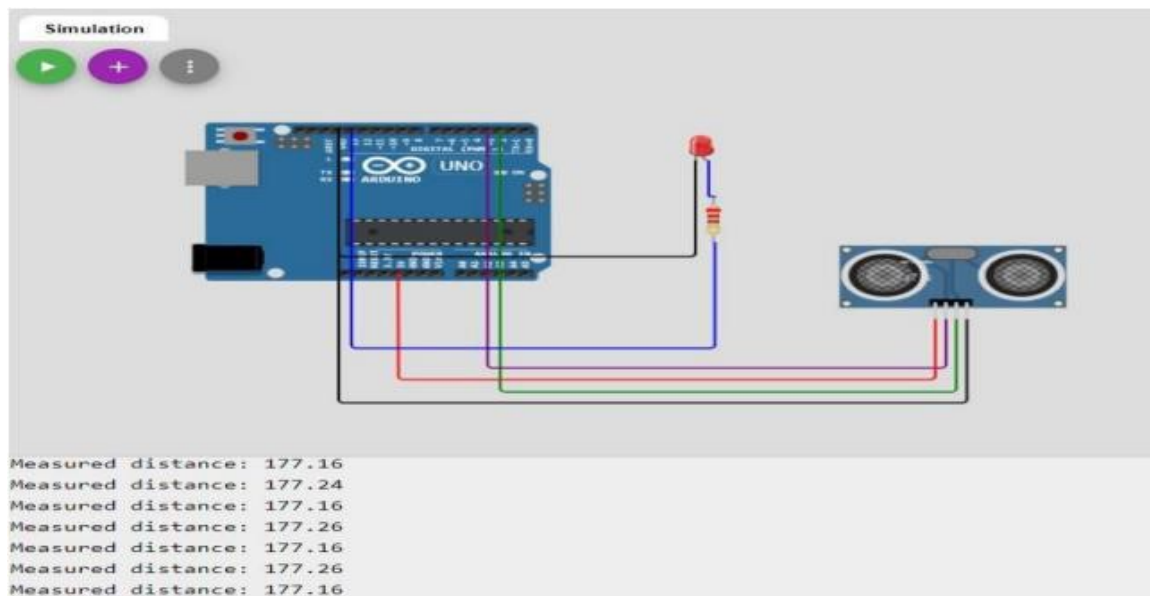 Simulation
DIGITAL
UNO
ARDUINO
Measured distance: 177.16
Measured distance: 177.24
Measured distance: 177.16
Measured distance: 177.26
Measured distance: 177.16
Measured distance: 177.26
Measured distance: 177.16